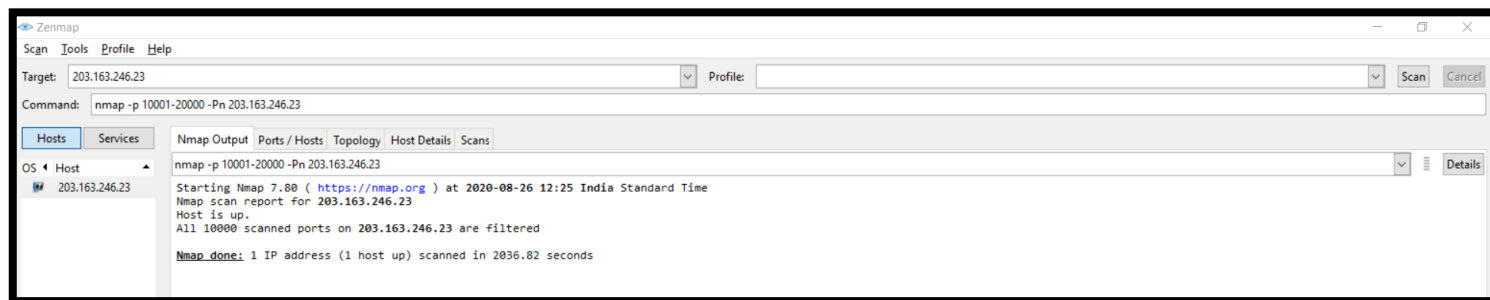 Zenmap
Scan Tools Profile Help
Target: 203.163.246.23 Profile: Scan Cancel
Command: nmap -p 10001-20000 -Pn 203.163.246.23
Hosts Services Nmap Output Ports / Hosts Topology Host Details Scans
OS Host nmap -p 10001-20000 -Pn 203.163.246.23 Details
203.163.246.23
Starting Nmap 7.80 ( https://nmap.org ) at 2020-08-26 12:25 India Standard Time
Nmap scan report for 203.163.246.23
Host is up.
All 10000 scanned ports on 203.163.246.23 are filtered
Nmap done: 1 IP address (1 host up) scanned in 2036.82 seconds